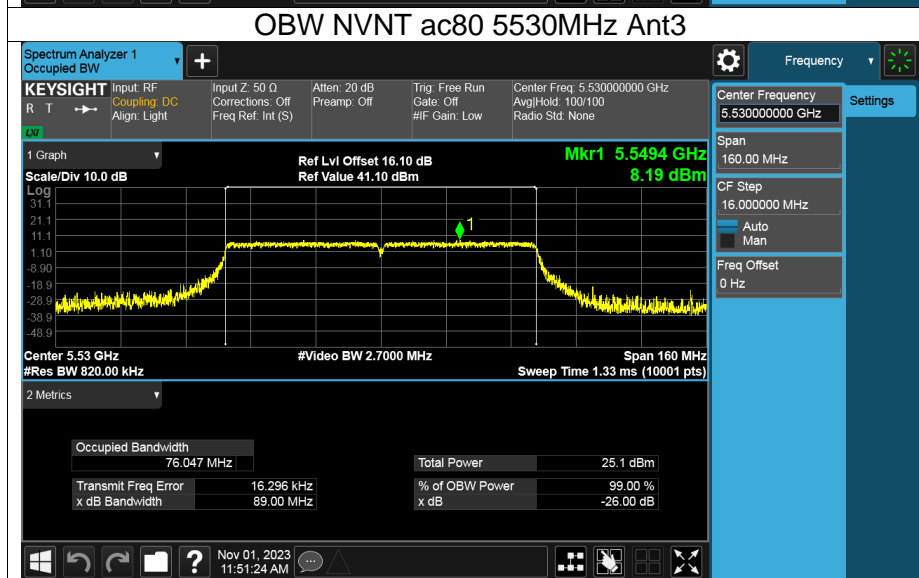 OBW NVNT ac80 5530MHz Ant3
Spectrum Analyzer 1
Occupied BW
+
Frequency
KEYSIGHT
R T
LXI
Input: RF
Coupling: DC
Align: Light
Input Z: 50 Ω
Corrections: Off
Freq Ref: Int (S)
Atten: 20 dB
Preamp: Off
Trig: Free Run
Gate: Off
#IF Gain: Low
Center Freq: 5.530000000 GHz
Avg|Hold: 100/100
Radio Std: None
Center Frequency
5.530000000 GHz
Settings
Span
160.00 MHz
CF Step
16.000000 MHz
Auto
Man
Freq Offset
0 Hz
1 Graph
Scale/Div 10.0 dB
Ref Lvl Offset 16.10 dB
Ref Value 41.10 dBm
Mkr1 5.5494 GHz
8.19 dBm
Log
31.1
21.1
11.1
1.10
-8.90
-18.9
-28.9
-38.9
-48.9
1
Center 5.53 GHz
#Res BW 820.00 kHz
#Video BW 2.7000 MHz
Span 160 MHz
Sweep Time 1.33 ms (10001 pts)
2 Metrics
Occupied Bandwidth
76.047 MHz
Total Power 25.1 dBm
Transmit Freq Error 16.296 kHz
% of OBW Power 99.00 %
x dB Bandwidth 89.00 MHz
x dB -26.00 dB
?
Nov 01, 2023
11:51:24 AM